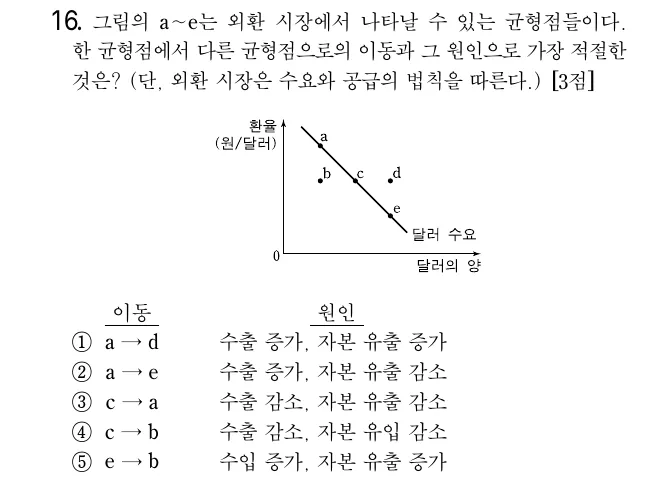 16. 그림의 a~e는 외환 시장에서 나타날 수 있는 균형점들이다.
한 균형점에서 다른 균형점으로의 이동과 그 원인으로 가장 적절한
것은? (단, 외환 시장은 수요와 공급의 법칙을 따른다.) [3점]
환율
(원/달러)
a
b
c
d
e
달러 수요
0
달러의 양
이동 원인
① a → d 수출 증가, 자본 유출 증가
② a → e 수출 증가, 자본 유출 감소
③ c → a 수출 감소, 자본 유출 감소
④ c → b 수출 감소, 자본 유입 감소
⑤ e → b 수입 증가, 자본 유출 증가